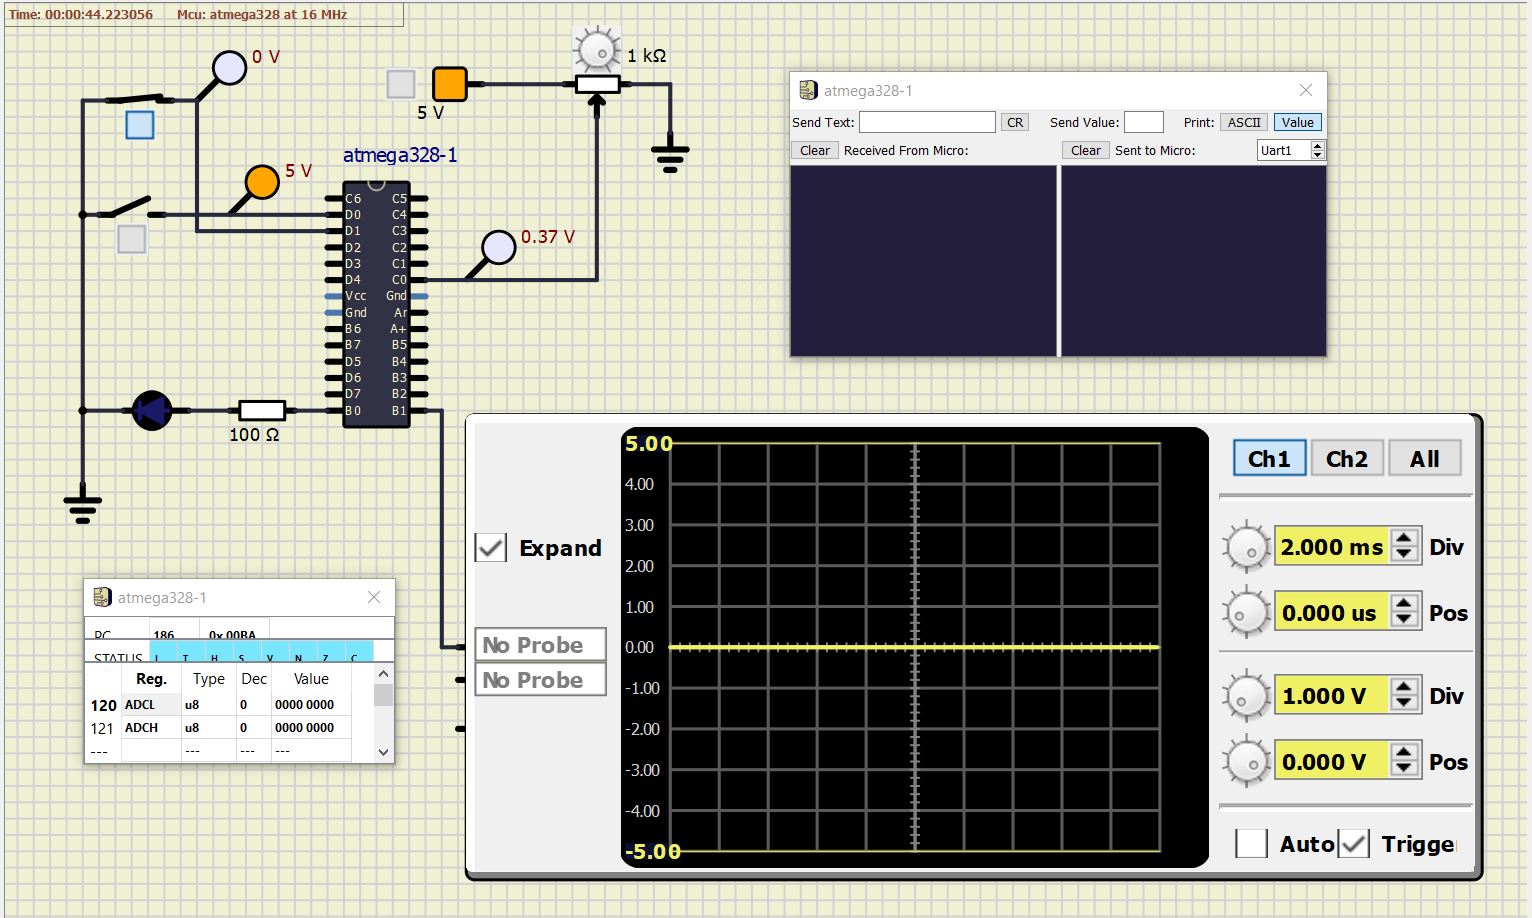 Time: 00:00:44.223056 Mcu: atmega328 at 16 MHz
0 V
1 kΩ
5 V
atmega328-1
5 V
0.37 V
C6 C5
D0 C4
D1 C3
D2 C2
D3 C1
D4 C0
Vcc Gnd
Gnd Ar
B6 A+
B7 B5
D5 B4
D6 B3
D7 B2
B0 B1
100 Ω
atmega328-1
Send Text: CR Send Value: Print: ASCII Value
Clear Received From Micro: Clear Sent to Micro: Uart1
atmega328-1
PC 186 0x 00BA
STATUS I T H S V N Z C
Reg. Type Dec Value
120 ADCL u8 0 0000 0000
121 ADCH u8 0 0000 0000
--- --- --- ---
Expand
No Probe
No Probe
5.00
4.00
3.00
2.00
1.00
0.00
-1.00
-2.00
-3.00
-4.00
-5.00
Ch1 Ch2 All
2.000 ms Div
0.000 us Pos
1.000 V Div
0.000 V Pos
Auto Trigge